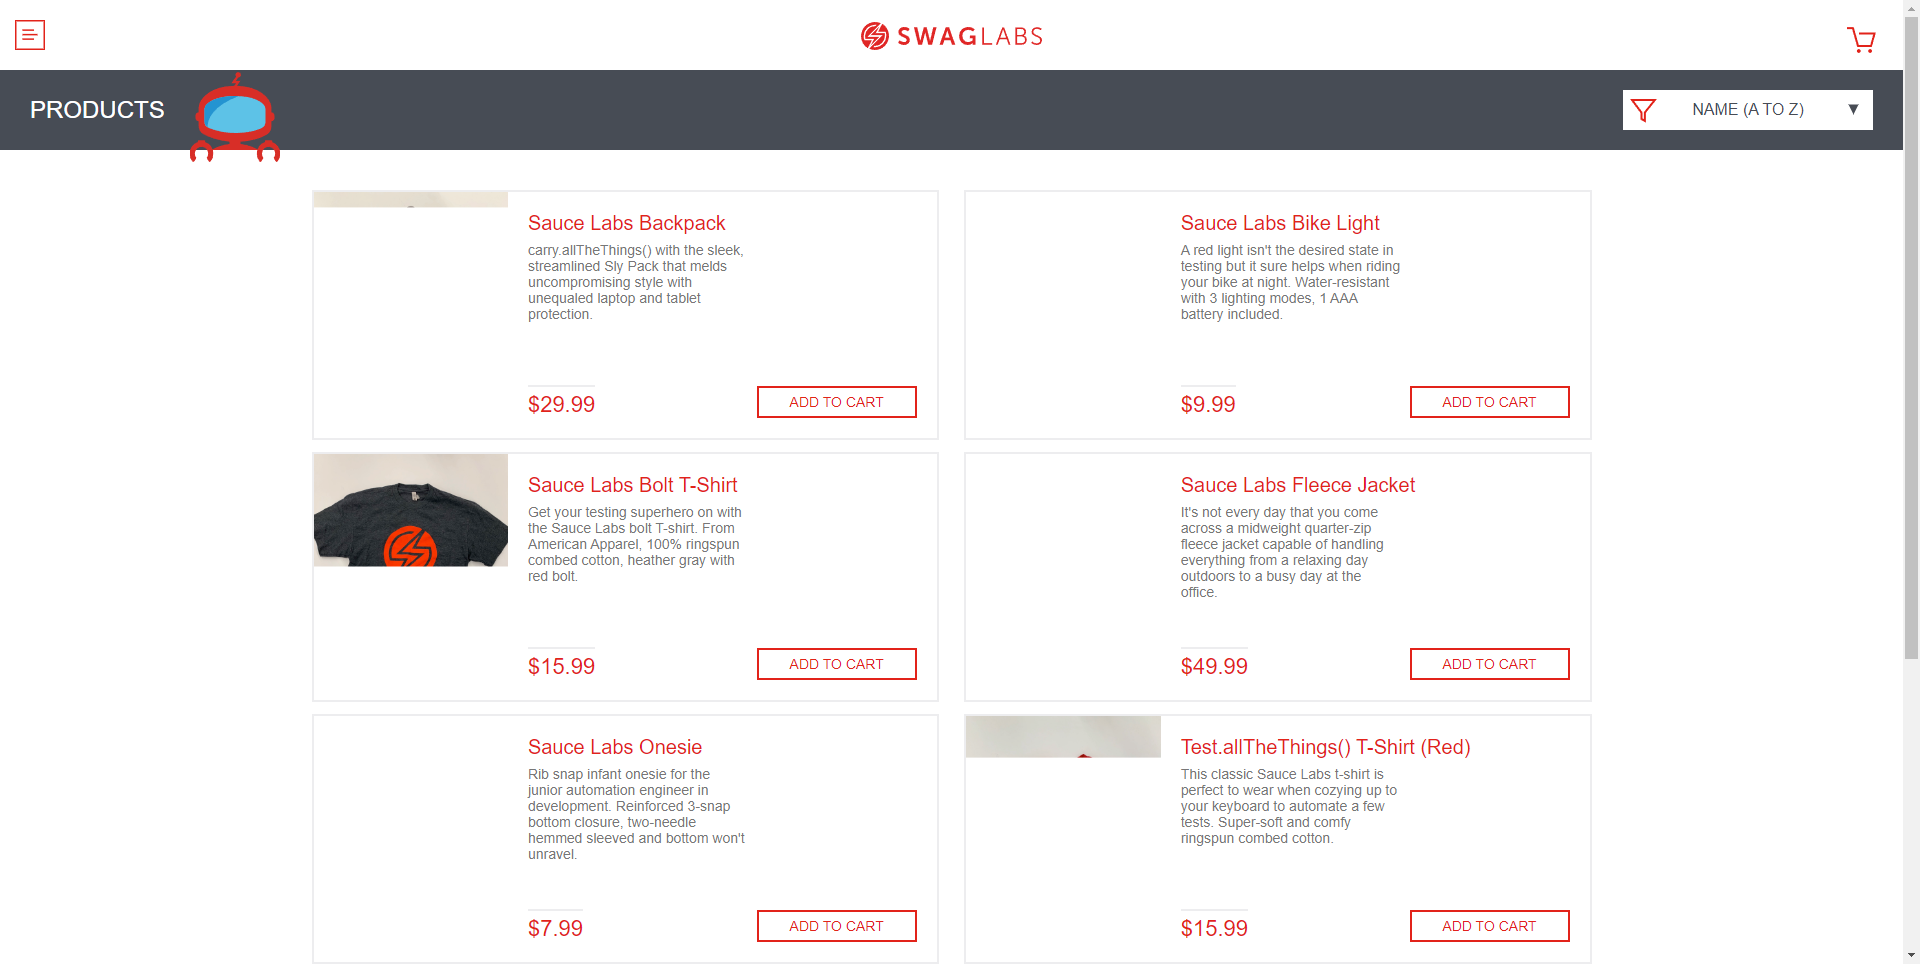 SWAGLABS
PRODUCTS
NAME (A TO Z)
Sauce Labs Backpack
carry.allTheThings() with the sleek,
streamlined Sly Pack that melds
uncompromising style with
unequaled laptop and tablet
protection.
$29.99
ADD TO CART
Sauce Labs Bike Light
A red light isn't the desired state in
testing but it sure helps when riding
your bike at night. Water-resistant
with 3 lighting modes, 1 AAA
battery included.
$9.99
ADD TO CART
Sauce Labs Bolt T-Shirt
Get your testing superhero on with
the Sauce Labs bolt T-shirt. From
American Apparel, 100% ringspun
combed cotton, heather gray with
red bolt.
$15.99
ADD TO CART
Sauce Labs Fleece Jacket
It's not every day that you come
across a midweight quarter-zip
fleece jacket capable of handling
everything from a relaxing day
outdoors to a busy day at the
office.
$49.99
ADD TO CART
Sauce Labs Onesie
Rib snap infant onesie for the
junior automation engineer in
development. Reinforced 3-snap
bottom closure, two-needle
hemmed sleeved and bottom won't
unravel.
$7.99
ADD TO CART
Test.allTheThings() T-Shirt (Red)
This classic Sauce Labs t-shirt is
perfect to wear when cozying up to
your keyboard to automate a few
tests. Super-soft and comfy
ringspun combed cotton.
$15.99
ADD TO CART